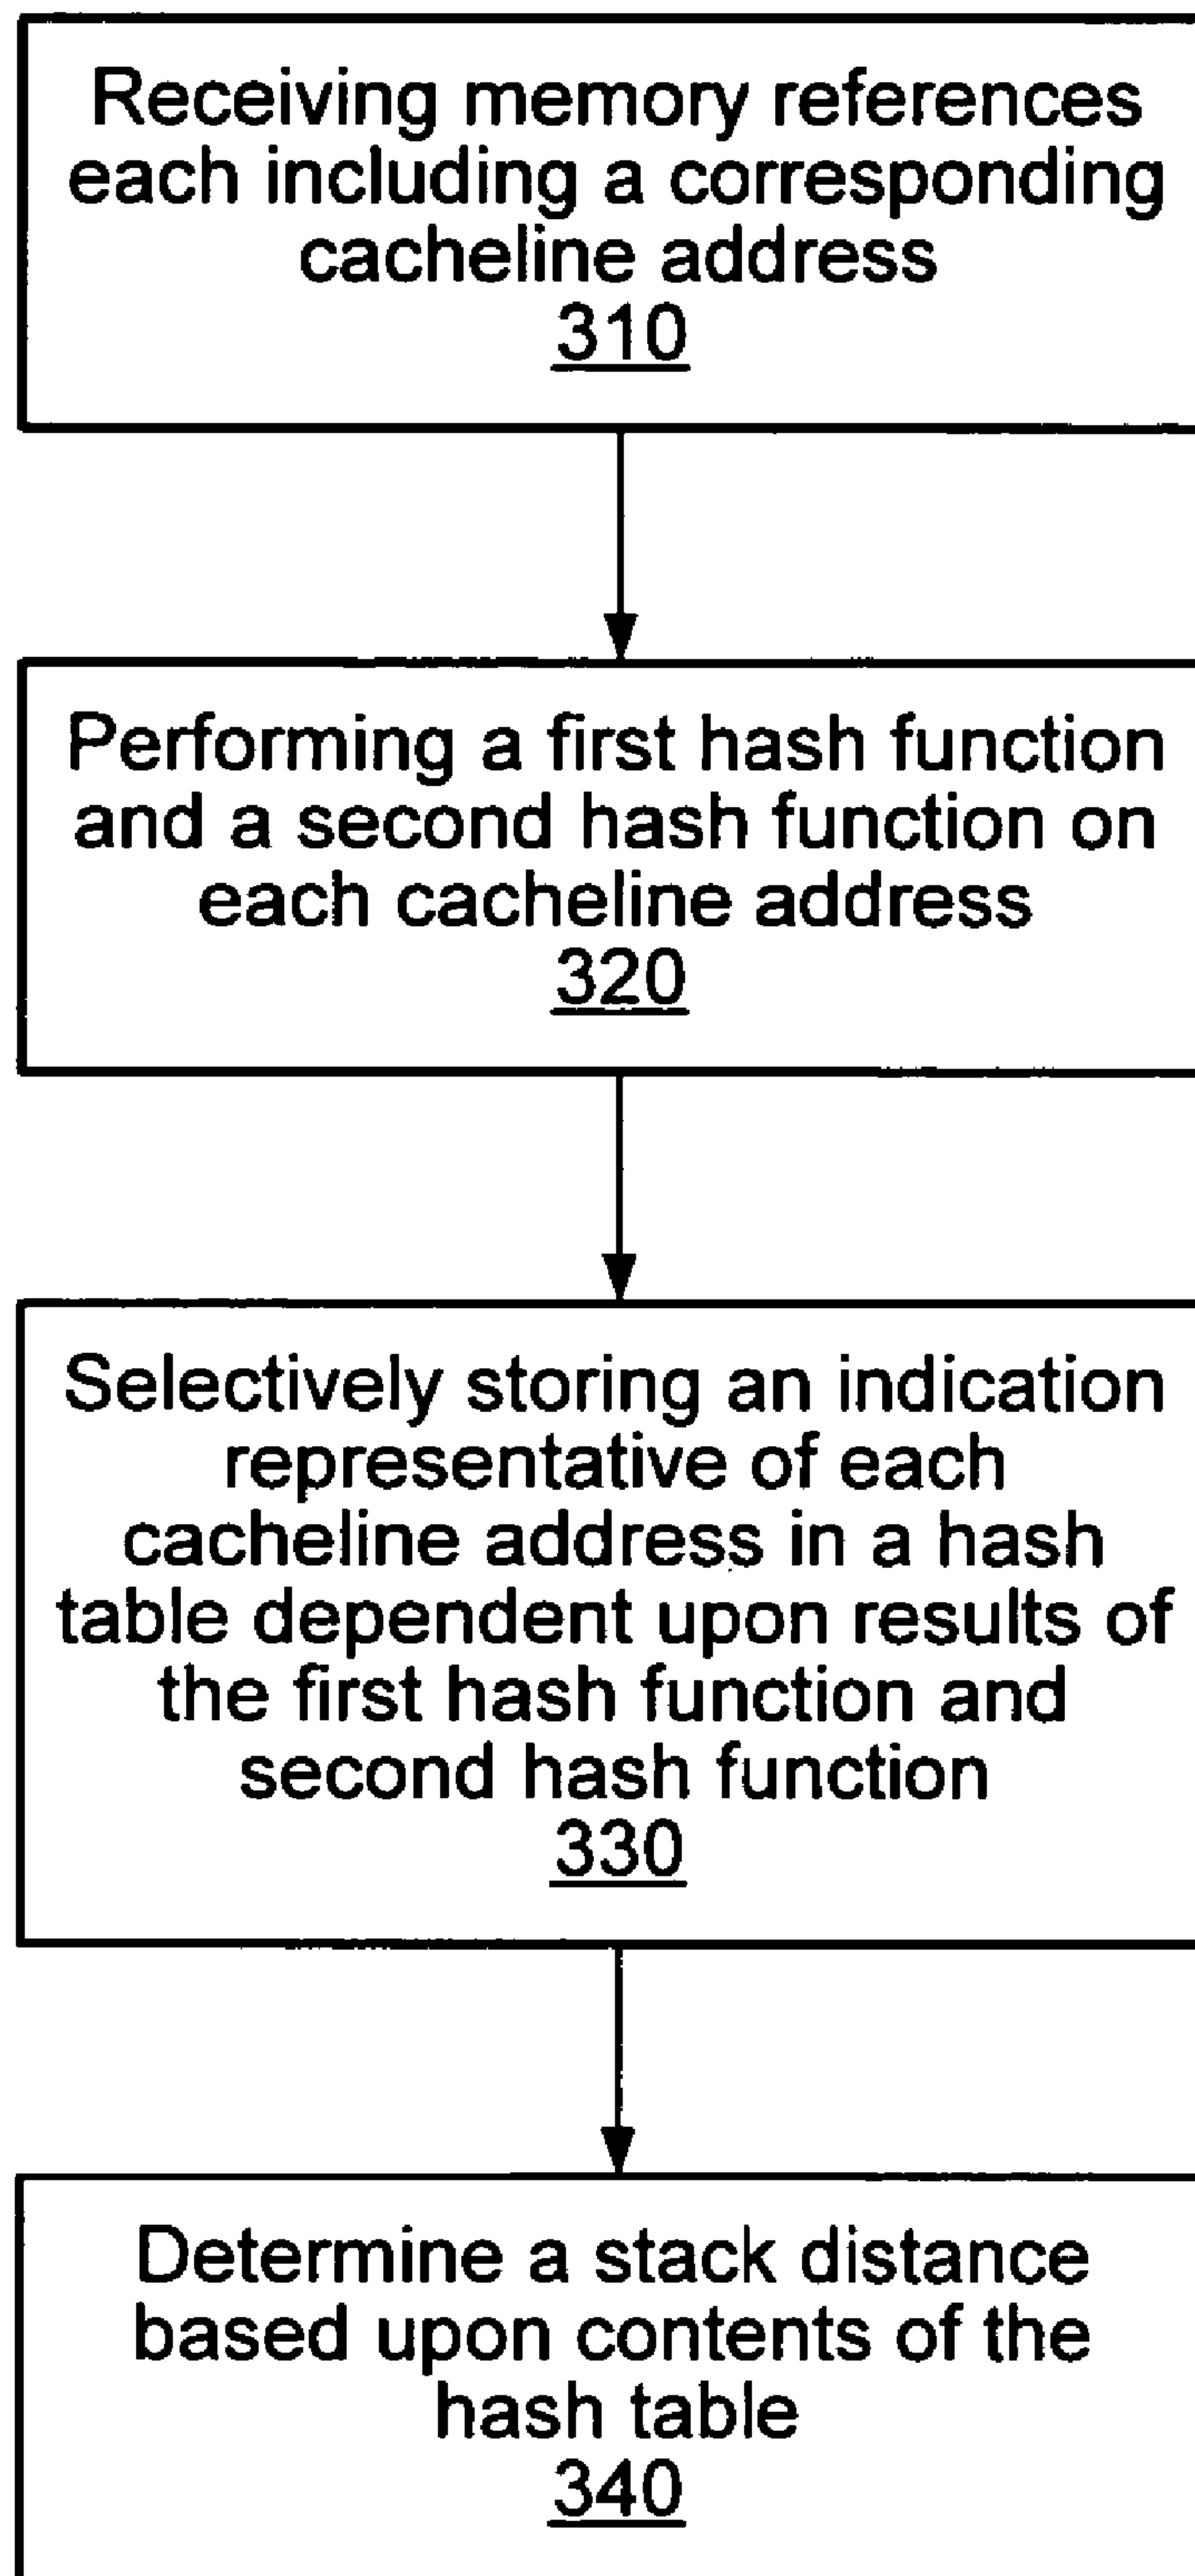 Receiving memory references
each including a corresponding
cacheline address
310
Performing a first hash function
and a second hash function on
each cacheline address
320
Selectively storing an indication
representative of each
cacheline address in a hash
table dependent upon results of
the first hash function and
second hash function
330
Determine a stack distance
based upon contents of the
hash table
340